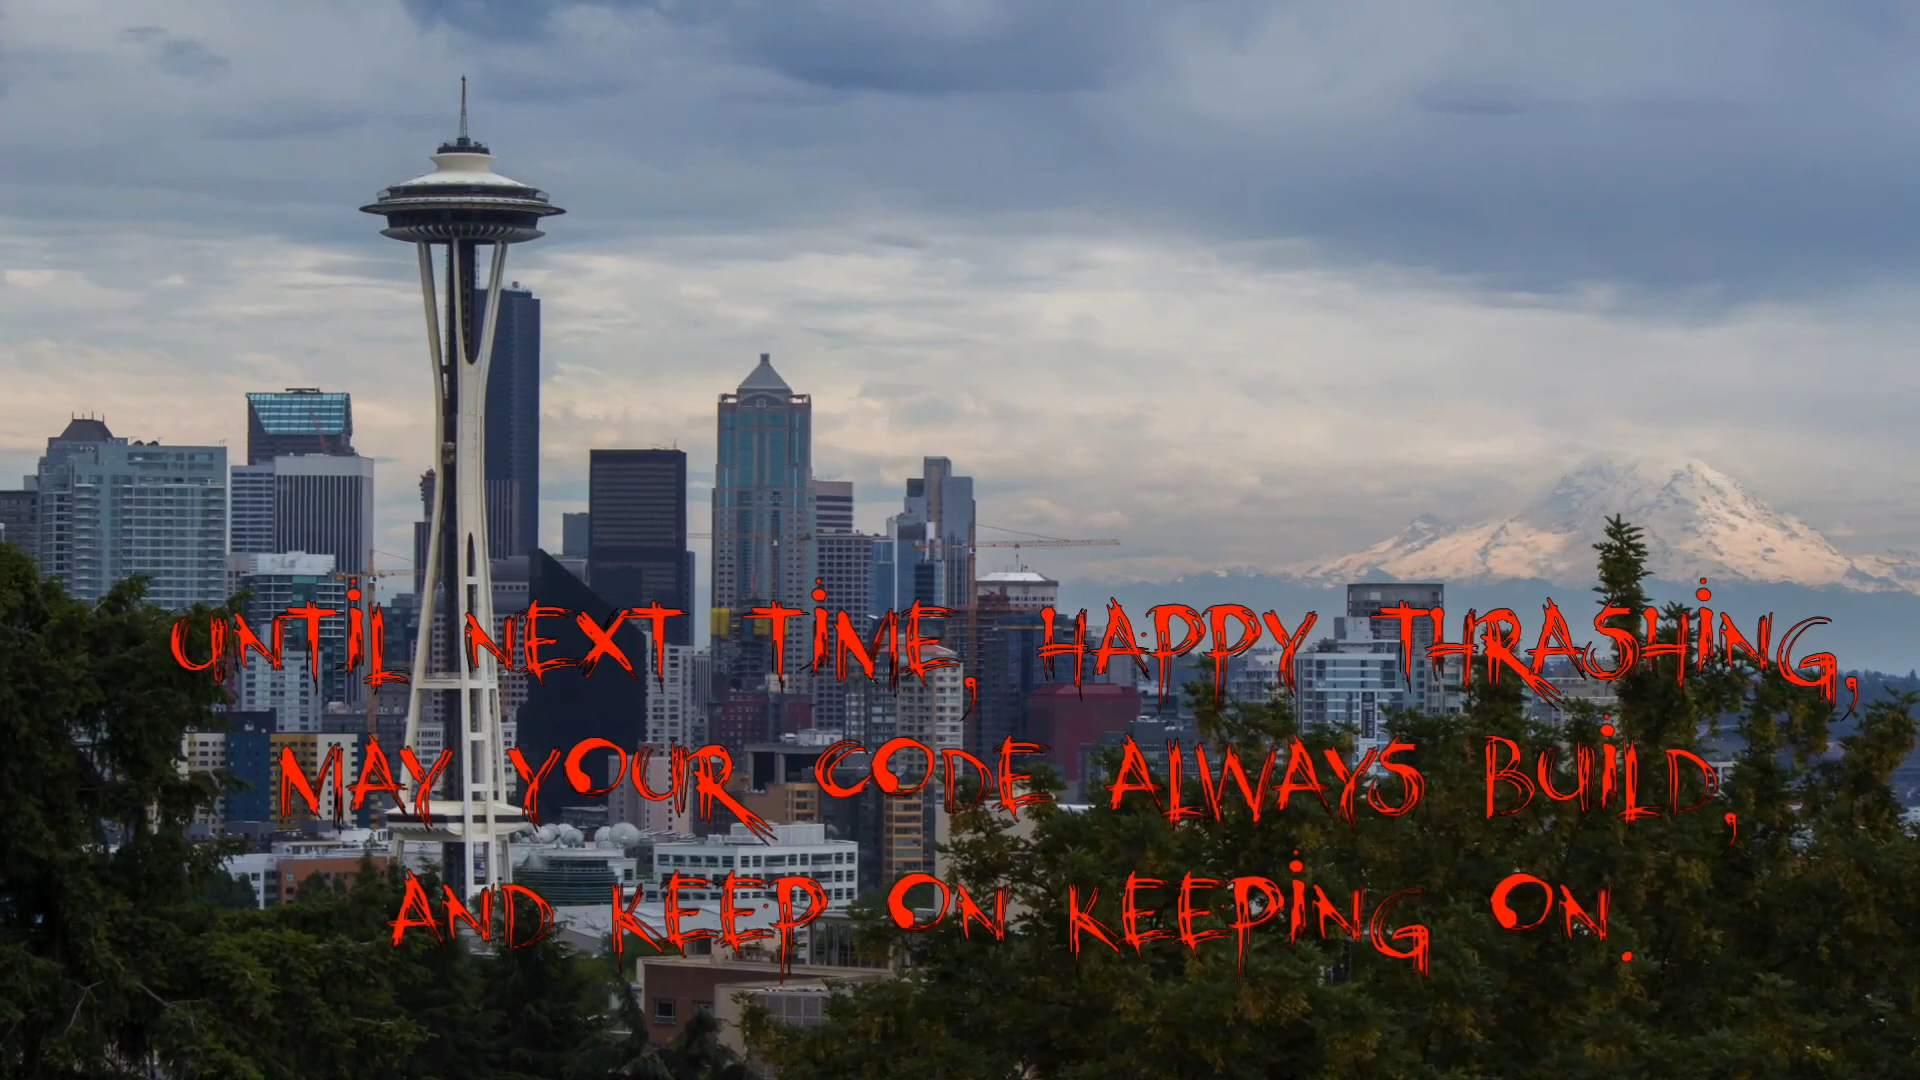 UNTIL NEXT TIME, HAPPY THRASHING,
MAY YOUR CODE ALWAYS BUILD,
AND KEEP ON KEEPING ON.